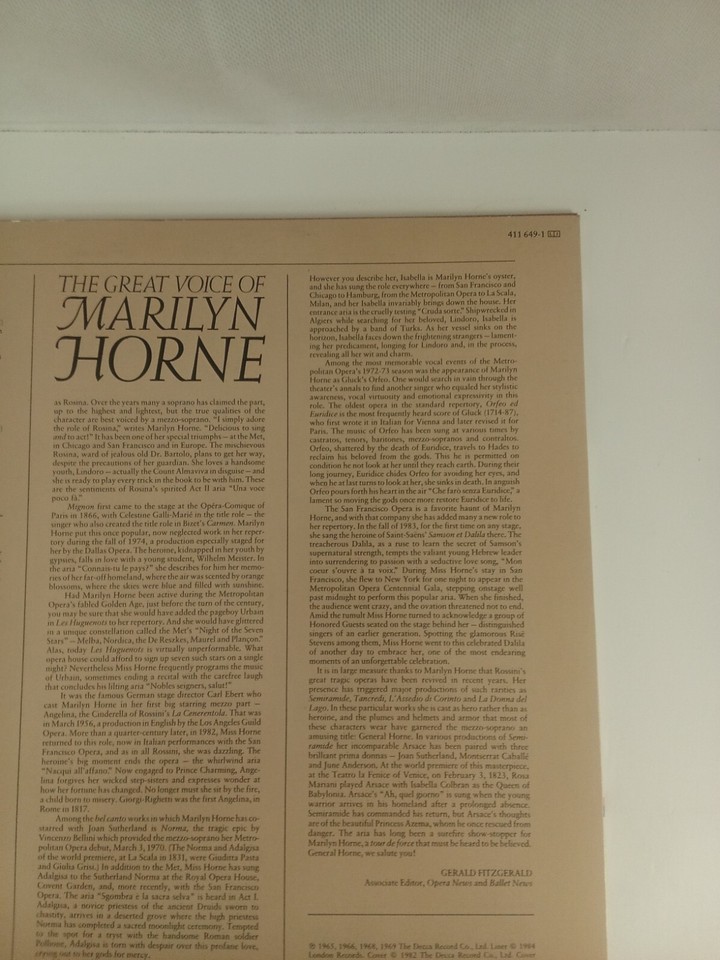 411 649-1
THE GREAT VOICE OF
MARILYN
HORNE
as Rosina. Over the years many a soprano has claimed the part,
up to the highest and lightest, but the true qualities of the
character are best voiced by a mezzo-soprano. "I simply adore
the role of Rosina," writes Marilyn Horne. "Delicious to sing
and to act!" It has been one of her special triumphs – at the Met,
in Chicago and San Francisco and in Europe. The mischievous
Rosina, ward of jealous old Dr. Bartolo, plans to get her way,
despite the precautions of her guardian. She loves a handsome
youth, Lindoro – actually the Count Almaviva in disguise – and
she is ready to play every trick in the book to be with him. These
are the sentiments of Rosina's spirited Act II aria "Una voce
poco fà."
Mignon first came to the stage at the Opéra-Comique of
Paris in 1866, with Celestine Galli-Marié in the title role – the
singer who also created the title role in Bizet's Carmen. Marilyn
Horne put this once popular, now neglected work in her reper-
tory during the fall of 1974, a production especially staged for
her by the Dallas Opera. The heroine, kidnapped in her youth by
gypsies, falls in love with a young student, Wilhelm Meister. In
the aria "Connais-tu le pays?" she describes for him her memo-
ries of her far-off homeland, where the air was scented by orange
blossoms, where the skies were blue and filled with sunshine.
Had Marilyn Horne been active during the Metropolitan
Opera's fabled Golden Age, just before the turn of the century,
you may be sure that she would have added the pageboy Urbain
in Les Huguenots to her repertory. And she would have glittered
in a unique constellation called the Met's "Night of the Seven
Stars" – Melba, Nordica, the De Reszkes, Maurel and Plançon."
Alas, today Les Huguenots is virtually unperformable. What
opera house could afford to sign up seven such stars on a single
night? Nevertheless Miss Horne frequently programs the music
of Urbain, sometimes ending a recital with the carefree laugh
that concludes his lilting aria "Nobles seigneurs, salut!"
It was the famous German stage director Carl Ebert who
cast Marilyn Horne in her first big starring mezzo part –
Angelina, the Cinderella of Rossini's La Cenerentola. That was
in March 1956, a production in English by the Los Angeles Guild
Opera. More than a quarter-century later, in 1982, Miss Horne
returned to this role, now in Italian performances with the San
Francisco Opera, and as in all Rossini, she was dazzling. The
heroine's big moment ends the opera – the whirlwind aria
"Nacqui all'affano." Now engaged to Prince Charming, Ange-
lina forgives her wicked step-sisters and expresses wonder at
how her fortune has changed. No longer must she sit by the fire,
a child born to misery. Giorgi-Righetti was the first Angelina, in
Rome in 1817.
Among the bel canto works in which Marilyn Horne has co-
starred with Joan Sutherland is Norma, the tragic epic by
Vincenzo Bellini which provided the mezzo-soprano her Metro-
politan Opera debut, March 3, 1970. (The Norma and Adalgisa
of the world premiere, at La Scala in 1831, were Giuditta Pasta
and Giulia Grisi.) In addition to the Met, Miss Horne has sung
Adalgisa to the Sutherland Norma at the Royal Opera House,
Covent Garden, and, more recently, with the San Francisco
Opera. The aria "Sgombra è la sacra selva" is heard in Act I.
Adalgisa, a novice priestess of the ancient Druids sworn to
chastity, arrives in a deserted grove where the high priestess
Norma has completed a sacred moonlight ceremony. Tempted
to the spot for a tryst with the handsome Roman soldier
Pollione, Adalgisa is torn with despair over this profane love,
crying out to her gods for mercy.
However you describe her, Isabella is Marilyn Horne's oyster,
and she has sung the role everywhere – from San Francisco and
Chicago to Hamburg, from the Metropolitan Opera to La Scala,
Milan, and her Isabella invariably brings down the house. Her
entrance aria is the cruelly testing "Cruda sorte." Shipwrecked in
Algiers while searching for her beloved, Lindoro, Isabella is
approached by a band of Turks. As her vessel sinks on the
horizon, Isabella faces down the frightening strangers – lament-
ing her predicament, longing for Lindoro and, in the process,
revealing all her wit and charm.
Among the most memorable vocal events of the Metro-
politan Opera's 1972-73 season was the appearance of Marilyn
Horne as Gluck's Orfeo. One would search in vain through the
theater's annals to find another singer who equaled her stylistic
awareness, vocal virtuosity and emotional expressivity in this
role. The oldest opera in the standard repertory, Orfeo ed
Euridice is the most frequently heard score of Gluck (1714-87),
who first wrote it in Italian for Vienna and later revised it for
Paris. The music of Orfeo has been sung at various times by
castratos, tenors, baritones, mezzo-sopranos and contraltos.
Orfeo, shattered by the death of Euridice, travels to Hades to
reclaim his beloved from the gods. This he is permitted on
condition he not look at her until they reach earth. During their
long journey, Euridice chides Orfeo for avoiding her eyes, and
when he at last turns to look at her, she sinks in death. In anguish
Orfeo pours forth his heart in the air "Che farò senza Euridice," a
lament so moving the gods once more restore Euridice to life.
The San Francisco Opera is a favorite haunt of Marilyn
Horne, and with that company she has added many a new role to
her repertory. In the fall of 1983, for the first time on any stage,
she sang the heroine of Saint-Saëns' Samson et Dalila there. The
treacherous Dalila, as a ruse to learn the secret of Samson's
supernatural strength, tempts the valiant young Hebrew leader
into surrendering to passion with a seductive love song, "Mon
coeur s'ouvre à ta voix." During Miss Horne's stay in San
Francisco, she flew to New York for one night to appear in the
Metropolitan Opera Centennial Gala, stepping onstage well
past midnight to perform this popular aria. When she finished,
the audience went crazy, and the ovation threatened not to end.
Amid the tumult Miss Horne turned to acknowledge a group of
Honored Guests seated on the stage behind her – distinguished
singers of an earlier generation. Spotting the glamorous Risë
Stevens among them, Miss Horne went to this celebrated Dalila
of another day to embrace her, one of the most endearing
moments of an unforgettable celebration.
It is in large measure thanks to Marilyn Horne that Rossini's
great tragic operas have been revived in recent years. Her
presence has triggered major productions of such rarities as
Semiramide, Tancredi, L'Assedio di Corinto and La Donna del
Lago. In these particular works she is cast as hero rather than as
heroine, and the plumes and helmets and armor that most of
these characters wear have garnered the mezzo-soprano an
amusing title: General Horne. In various productions of Semi-
ramide her incomparable Arsace has been paired with three
brilliant prima donnas – Joan Sutherland, Montserrat Caballé
and June Anderson. At the world premiere of this masterpiece,
at the Teatro la Fenice of Venice, on February 3, 1823, Rosa
Mariani played Arsace with Isabella Colbran as the Queen of
Babylonia. Arsace's "Ah, quel giorno" is sung when the young
warrior arrives in his homeland after a prolonged absence.
Semiramide has commanded his return, but Arsace's thoughts
are of the beautiful Princess Azema, whom he once rescued from
danger. The aria has long been a surefire show-stopper for
Marilyn Horne, a tour de force that must be heard to be believed.
General Horne, we salute you!
GERALD FITZGERALD
Associate Editor, Opera News and Ballet News
℗ 1965, 1966, 1968, 1969 The Decca Record Co., Ltd. Liner © 1984
London Records. Cover © 1982 The Decca Record Co., Ltd. Cover